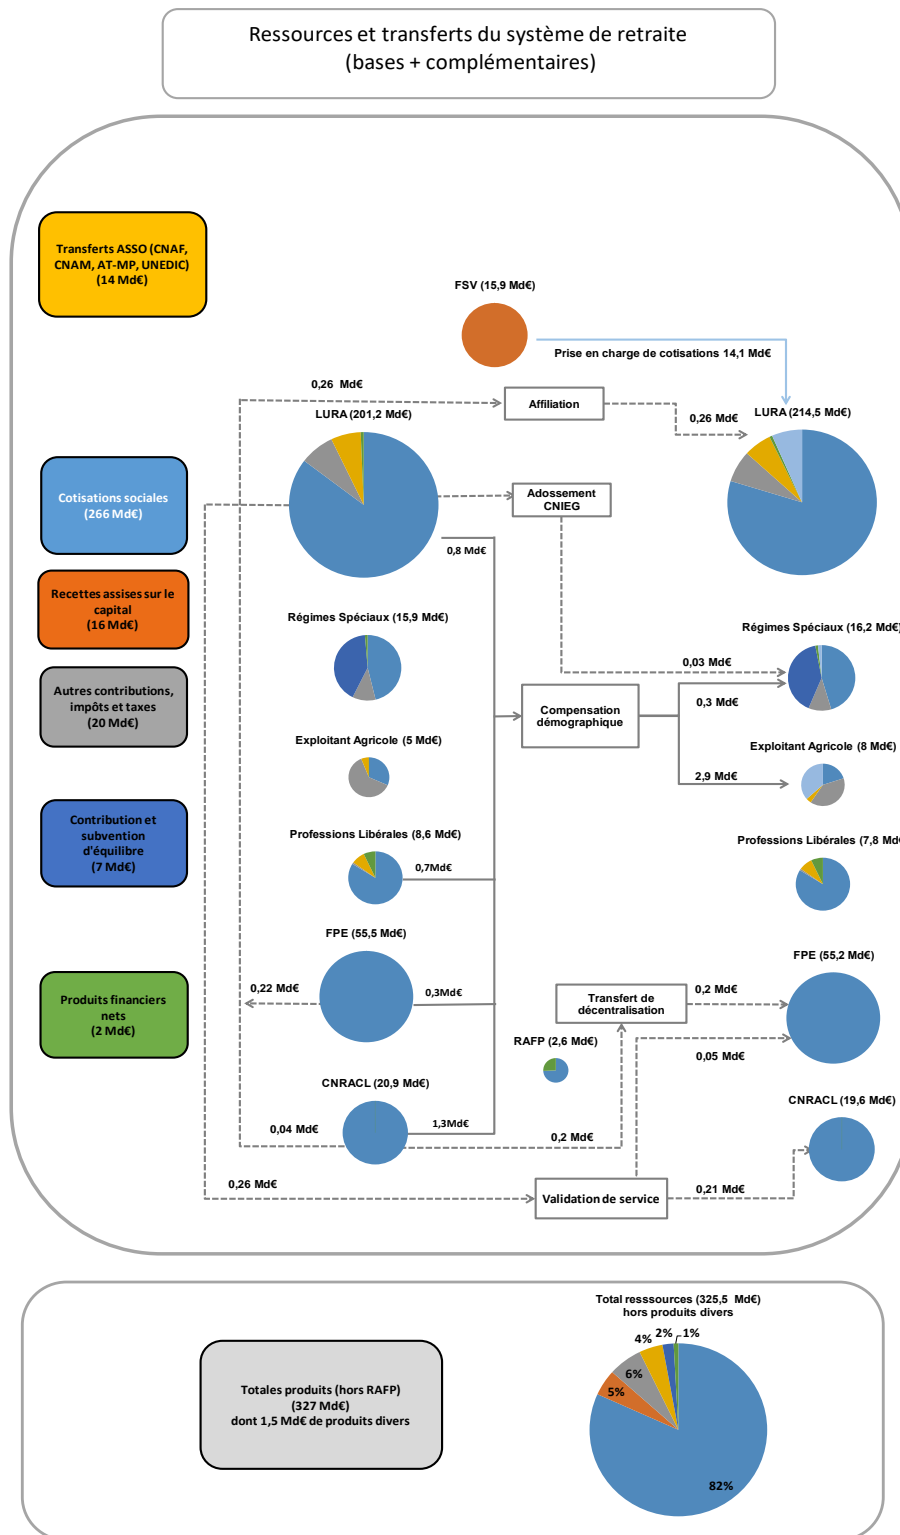 Ressources et transferts du système de retraite
(bases + complémentaires)
Transferts ASSO (CNAF,
CNAM, AT-MP, UNEDIC)
(14 Md€)
FSV (15,9 Md€)
Prise en charge de cotisations 14,1 Md€
0,26 Md€
Affiliation
0,26 Md€
LURA (201,2 Md€)
LURA (214,5 Md€)
Cotisations sociales
(266 Md€)
Adossement
CNIEG
0,8 Md€
Recettes assises sur le
capital
(16 Md€)
Régimes Spéciaux (15,9 Md€)
Régimes Spéciaux (16,2 Md€)
0,03 Md€
Autres contributions,
impôts et taxes
(20 Md€)
Compensation
démographique
0,3 Md€
Exploitant Agricole (5 Md€)
Exploitant Agricole (8 Md€)
2,9 Md€
Contribution et
subvention
d'équilibre
(7 Md€)
Professions Libérales (8,6 Md€)
Professions Libérales (7,8 Md€
0,7Md€
FPE (55,5 Md€)
FPE (55,2 Md€)
Produits financiers
nets
(2 Md€)
0,22 Md€
0,3Md€
Transfert de
décentralisation
0,2 Md€
RAFP (2,6 Md€)
0,05 Md€
CNRACL (20,9 Md€)
CNRACL (19,6 Md€)
0,04 Md€
1,3Md€
0,2 Md€
0,26 Md€
Validation de service
0,21 Md€
Total resssources (325,5 Md€)
hors produits divers
Totales produits (hors RAFP)
(327 Md€)
dont 1,5 Md€ de produits divers
4%
2%
1%
6%
5%
82%